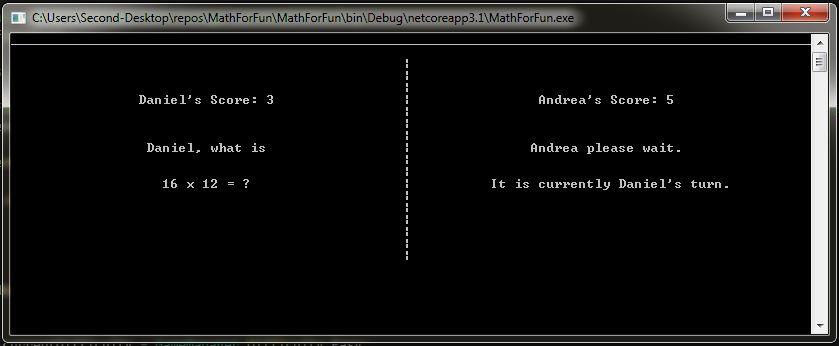 C:\Users\Second-Desktop\repos\MathForFun\MathForFun\bin\Debug\netcoreapp3.1\MathForFun.exe
Daniel's Score: 3
Daniel, what is
16 x 12 = ?
Andrea's Score: 5
Andrea please wait.
It is currently Daniel's turn.